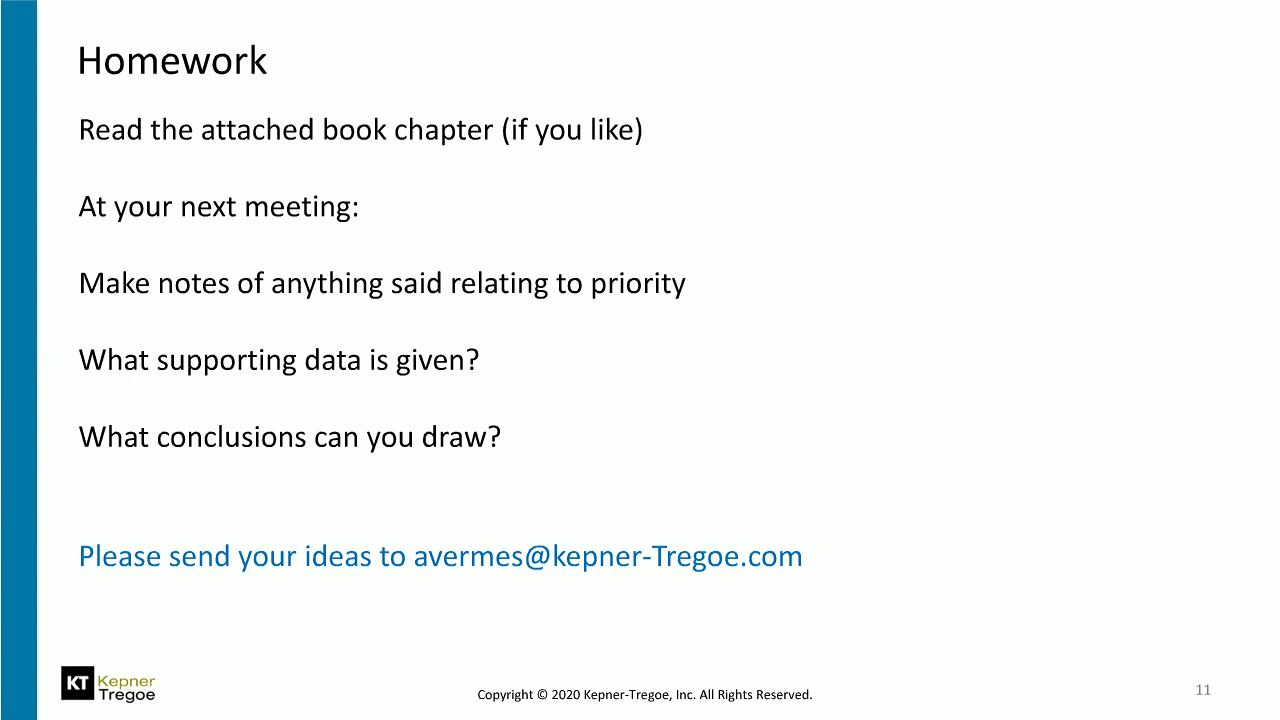 Homework
Read the attached book chapter (if you like)
At your next meeting:
Make notes of anything said relating to priority
What supporting data is given?
What conclusions can you draw?
Please send your ideas to avermes@kepner-Tregoe.com
KT Kepner
Tregoe
Copyright © 2020 Kepner-Tregoe, Inc. All Rights Reserved.
11